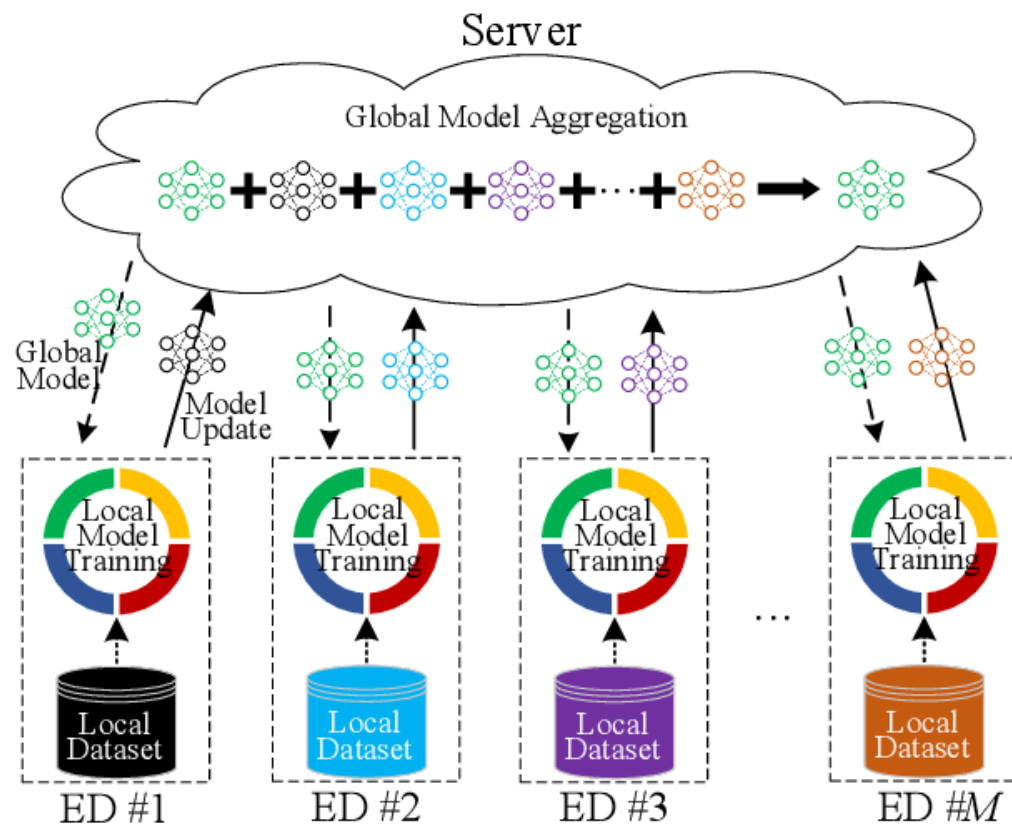 Server
Global Model Aggregation
...
Global
Model
Model
Update
Local
Model
Training
Local
Model
Training
Local
Model
Training
Local
Model
Training
...
Local
Dataset
Local
Dataset
Local
Dataset
Local
Dataset
ED #1
ED #2
ED #3
ED #M